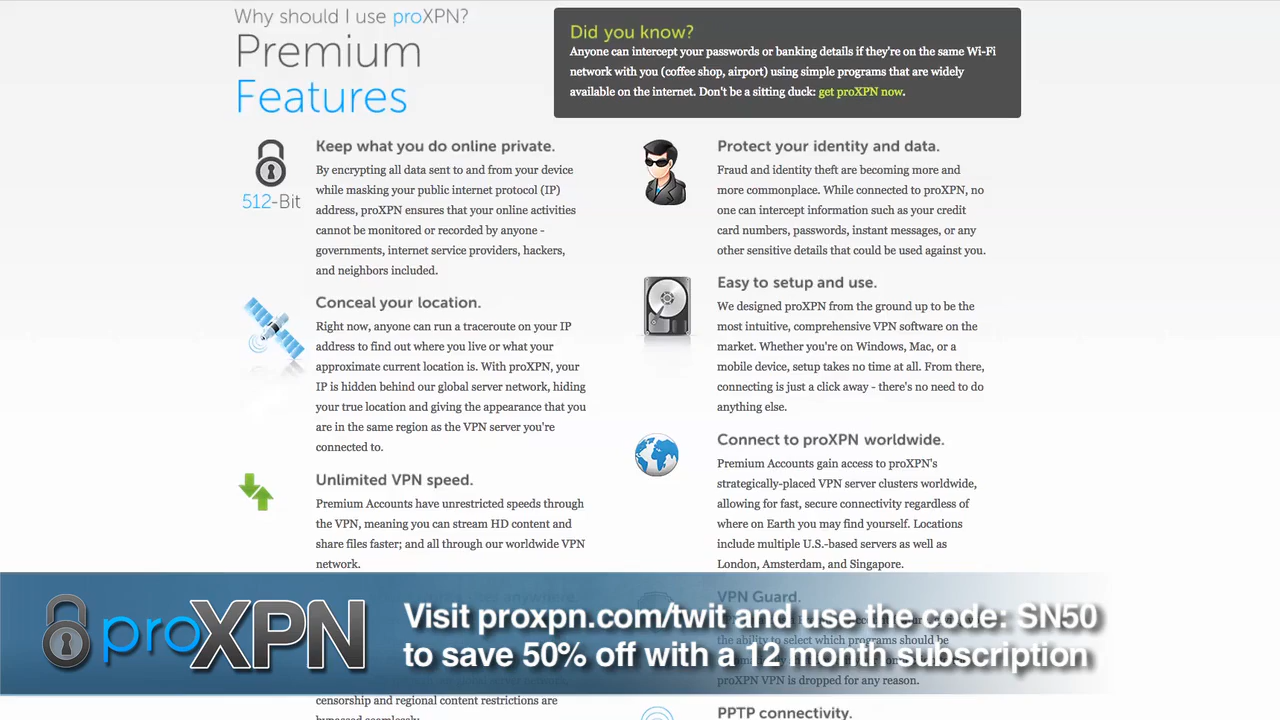 Why should I use proXPN?
Premium
Features
Did you know?
Anyone can intercept your passwords or banking details if they're on the same Wi-Fi
network with you (coffee shop, airport) using simple programs that are widely
available on the internet. Don't be a sitting duck: get proXPN now.
512-Bit
Keep what you do online private.
By encrypting all data sent to and from your device
while masking your public internet protocol (IP)
address, proXPN ensures that your online activities
cannot be monitored or recorded by anyone -
governments, internet service providers, hackers,
and neighbors included.
Conceal your location.
Right now, anyone can run a traceroute on your IP
address to find out where you live or what your
approximate current location is. With proXPN, your
IP is hidden behind our global server network, hiding
your true location and giving the appearance that you
are in the same region as the VPN server you're
connected to.
Unlimited VPN speed.
Premium Accounts have unrestricted speeds through
the VPN, meaning you can stream HD content and
share files faster; and all through our worldwide VPN
network.
censorship and regional content restrictions are
Protect your identity and data.
Fraud and identity theft are becoming more and
more commonplace. While connected to proXPN, no
one can intercept information such as your credit
card numbers, passwords, instant messages, or any
other sensitive details that could be used against you.
Easy to setup and use.
We designed proXPN from the ground up to be the
most intuitive, comprehensive VPN software on the
market. Whether you're on Windows, Mac, or a
mobile device, setup takes no time at all. From there,
connecting is just a click away - there's no need to do
anything else.
Connect to proXPN worldwide.
Premium Accounts gain access to proXPN's
strategically-placed VPN server clusters worldwide,
allowing for fast, secure connectivity regardless of
where on Earth you may find yourself. Locations
include multiple U.S.-based servers as well as
London, Amsterdam, and Singapore.
VPN Guard.
the ability to select which programs should be
proXPN VPN is dropped for any reason.
PPTP connectivity.
proXPN
Visit proxpn.com/twit and use the code: SN50
to save 50% off with a 12 month subscription